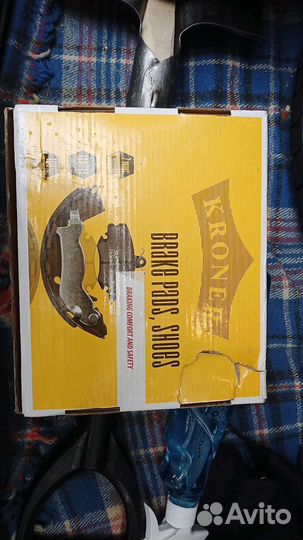 KRONER
BRAKE PADS, SHOES
BRAKING COMFORT AND SAFETY
Avito